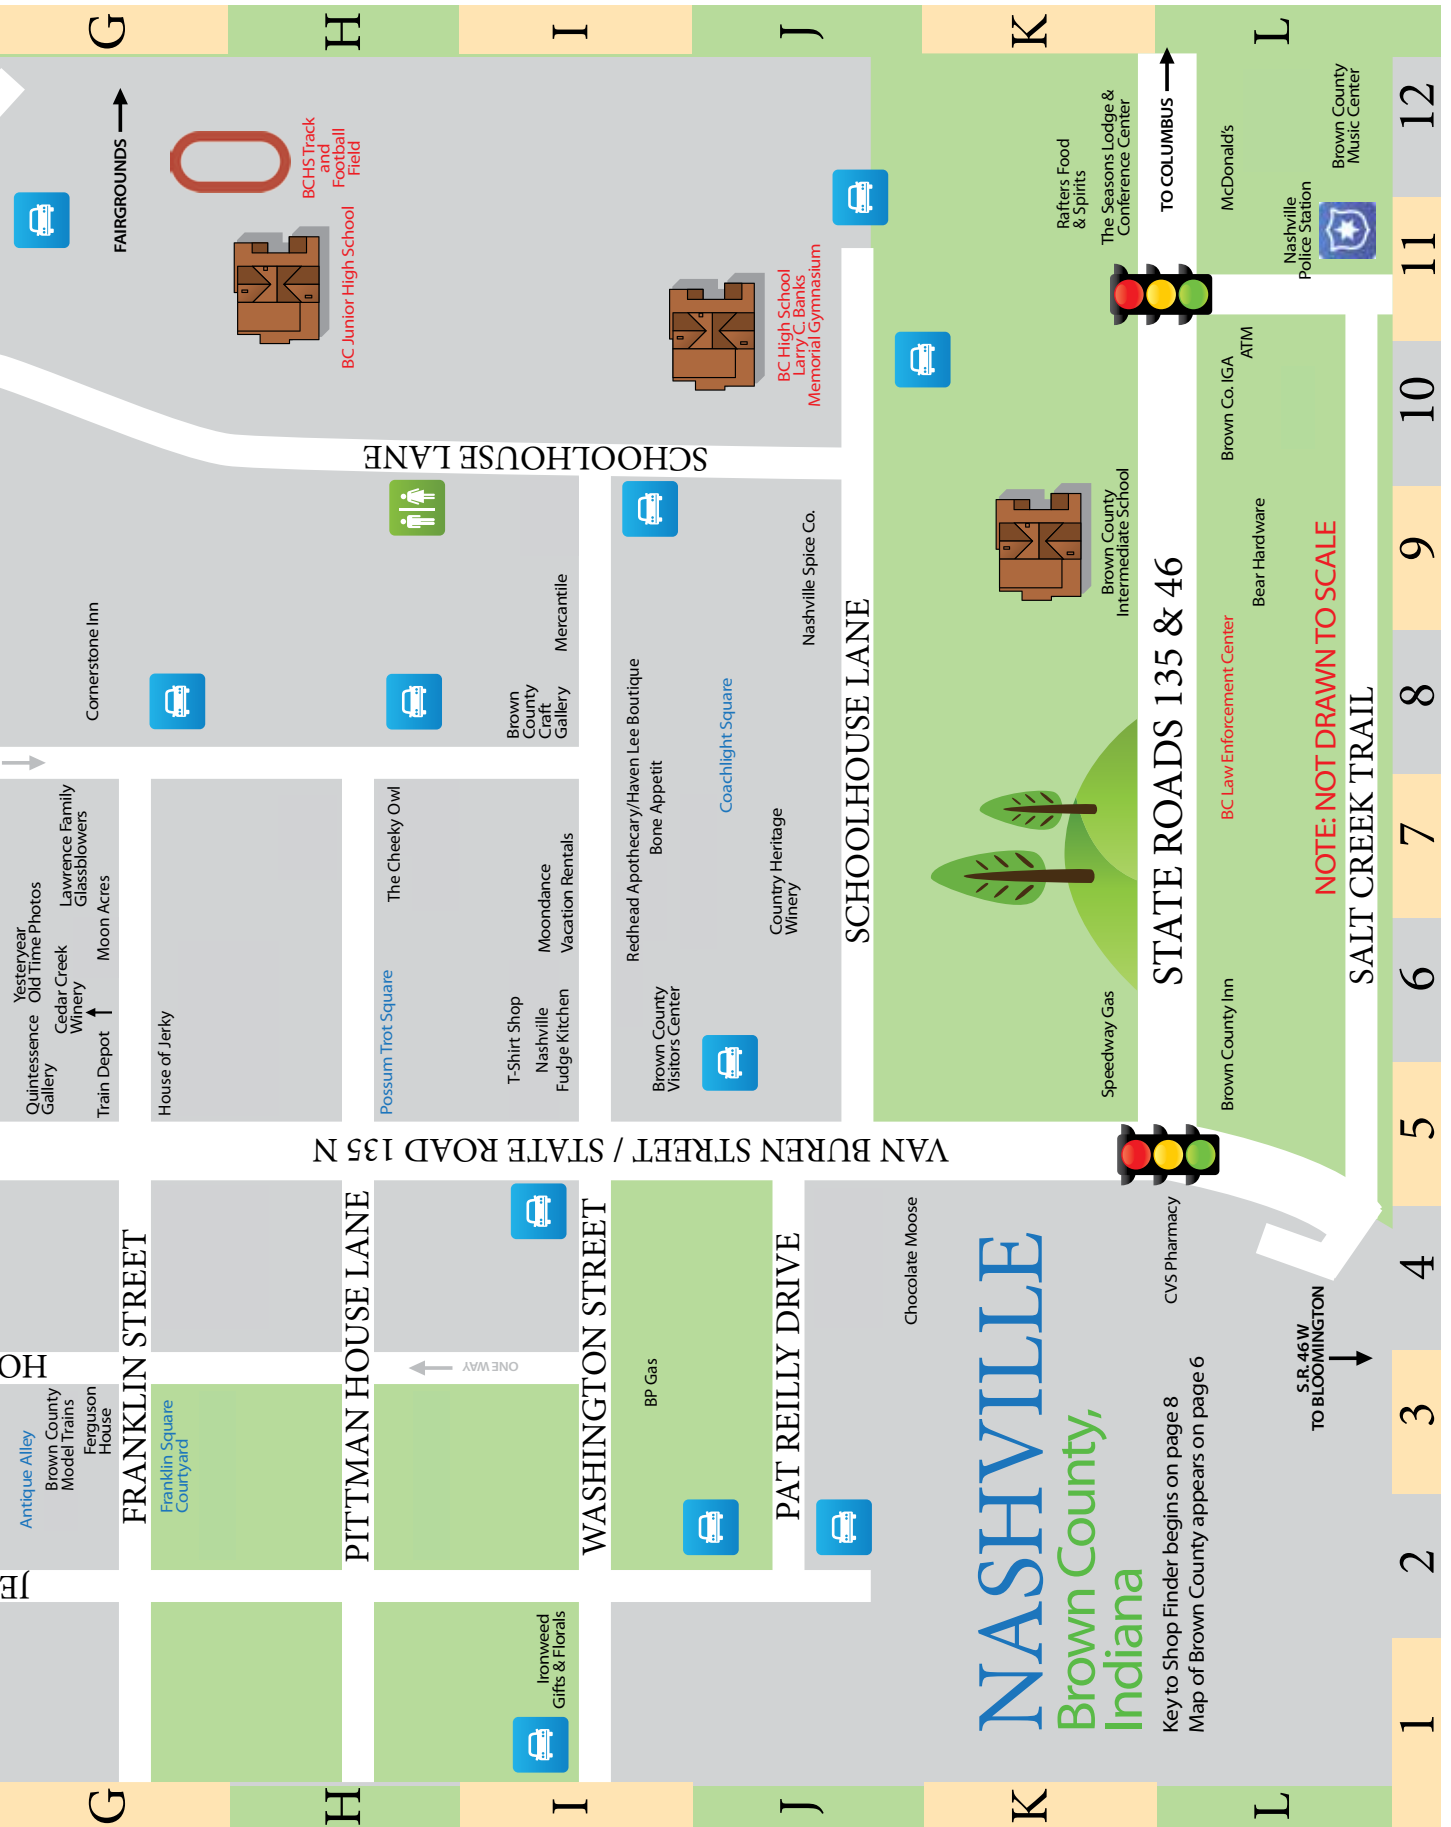 G
H
I
J
K
L
1
2
3
4
5
6
7
8
9
10
11
12
G
H
I
J
K
L
FAIRGROUNDS
BCHS Track
and
Football
Field
BC Junior High School
BC High School
Larry C. Banks
Memorial Gymnasium
Rafters Food
& Spirits
The Seasons Lodge &
Conference Center
TO COLUMBUS
McDonald's
Brown County
Music Center
Nashville
Police Station
ATM
Brown Co. IGA
Bear Hardware
SCHOOLHOUSE LANE
Cornerstone Inn
Mercantile
Brown
County
Craft
Gallery
Nashville Spice Co.
Brown County
Intermediate School
Redhead Apothecary/Haven Lee Boutique
Bone Appetit
Coachlight Square
Country Heritage
Winery
SCHOOLHOUSE LANE
STATE ROADS 135 & 46
BC Law Enforcement Center
NOTE: NOT DRAWN TO SCALE
SALT CREEK TRAIL
Lawrence Family
Glassblowers
Moon Acres
Yesteryear
Old Time Photos
Cedar Creek
Winery
Quintessence
Gallery
Train Depot
House of Jerky
The Cheeky Owl
Possum Trot Square
Moondance
Vacation Rentals
T-Shirt Shop
Nashville
Fudge Kitchen
Brown County
Visitors Center
Speedway Gas
Brown County Inn
VAN BUREN STREET / STATE ROAD 135 N
FRANKLIN STREET
PITTMAN HOUSE LANE
WASHINGTON STREET
PAT REILLY DRIVE
HO
JE
ONE WAY
Antique Alley
Brown County
Model Trains
Ferguson
House
Franklin Square
Courtyard
BP Gas
Chocolate Moose
CVS Pharmacy
S.R. 46 W
TO BLOOMINGTON
Ironweed
Gifts & Florals
NASHVILLE
Brown County,
Indiana
Key to Shop Finder begins on page 8
Map of Brown County appears on page 6